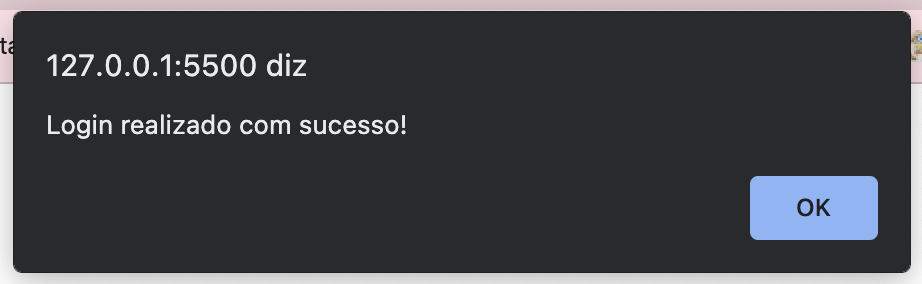 127.0.0.1:5500 diz
Login realizado com sucesso!
OK